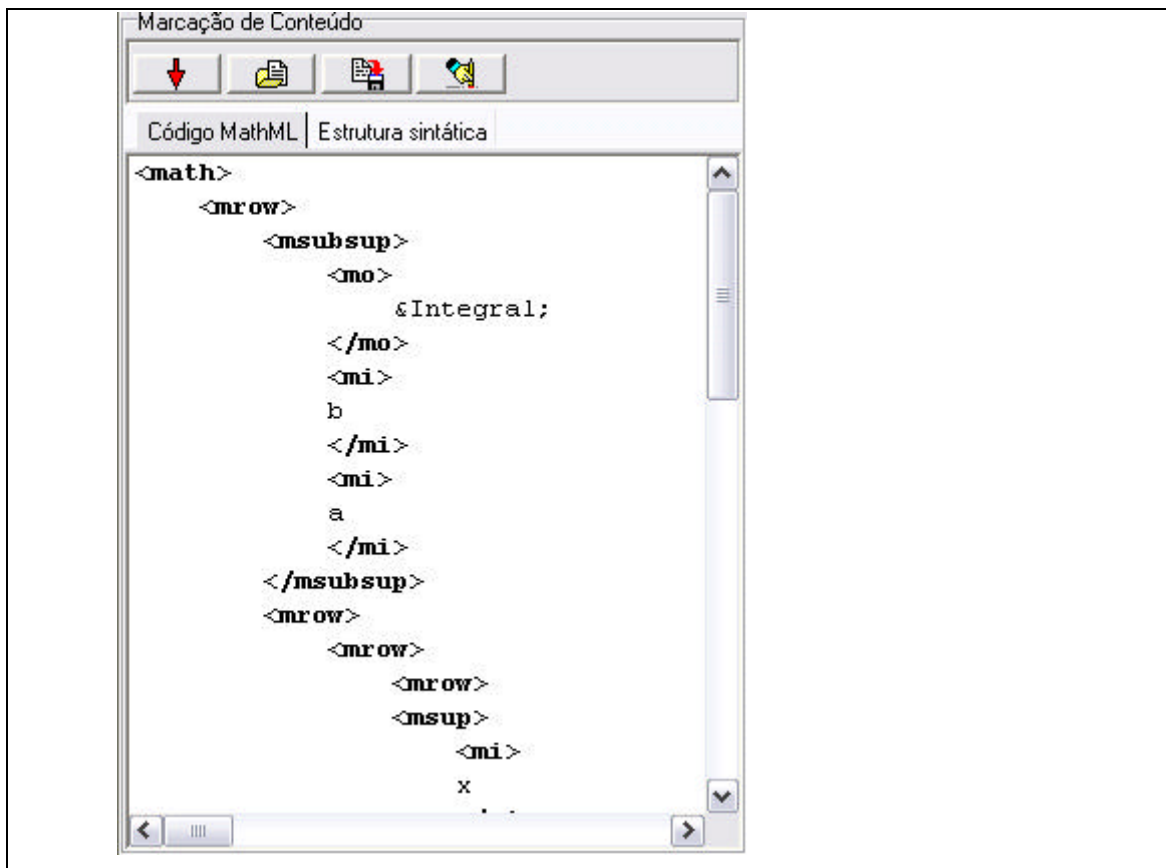 Marcação de Conteúdo
Código MathML Estrutura sintática
<math>
<mrow>
<msubsup>
<mo>
&Integral;
</mo>
<mi>
b
</mi>
<mi>
a
</mi>
</msubsup>
<mrow>
<mrow>
<mrow>
<msup>
<mi>
x